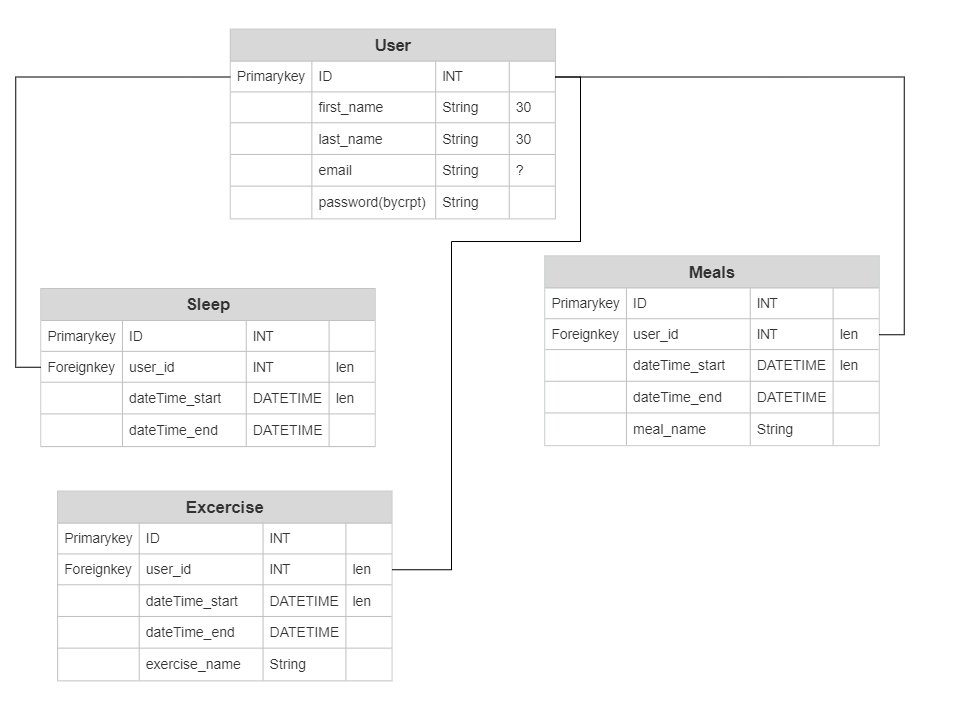 User
Primarykey ID INT
first_name String 30
last_name String 30
email String ?
password(bycrpt) String
Sleep
Primarykey ID INT
Foreignkey user_id INT len
dateTime_start DATETIME len
dateTime_end DATETIME
Meals
Primarykey ID INT
Foreignkey user_id INT len
dateTime_start DATETIME len
dateTime_end DATETIME
meal_name String
Excercise
Primarykey ID INT
Foreignkey user_id INT len
dateTime_start DATETIME len
dateTime_end DATETIME
exercise_name String